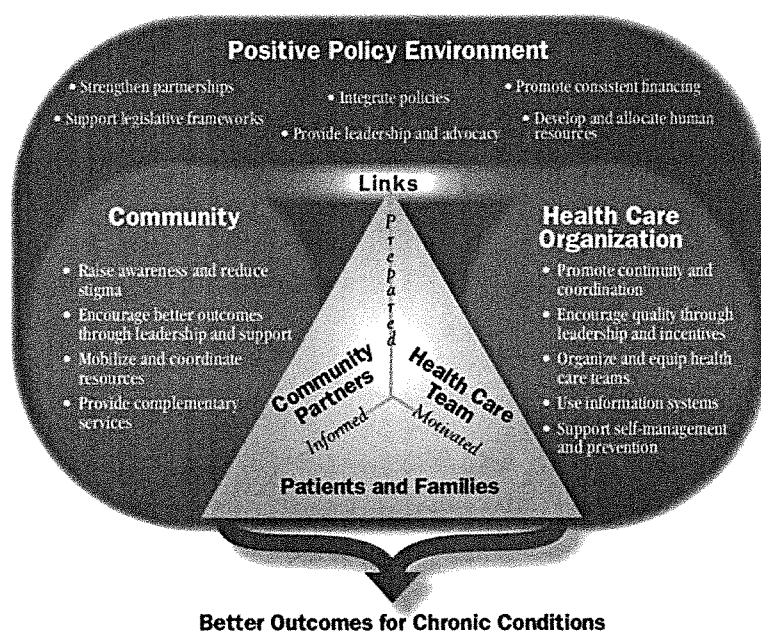 Positive Policy Environment
• Strengthen partnerships
• Support legislative frameworks
• Integrate policies
• Provide leadership and advocacy
• Promote consistent financing
• Develop and allocate human
resources
Links
Community
• Raise awareness and reduce
stigma
• Encourage better outcomes
through leadership and support
• Mobilize and coordinate
resources
• Provide complementary
services
Prepared
Community
Partners
Informed
Health Care
Team
Motivated
Patients and Families
Health Care
Organization
• Promote continuity and
coordination
• Encourage quality through
leadership and incentives
• Organize and equip health
care teams
• Use information systems
• Support self-management
and prevention
Better Outcomes for Chronic Conditions